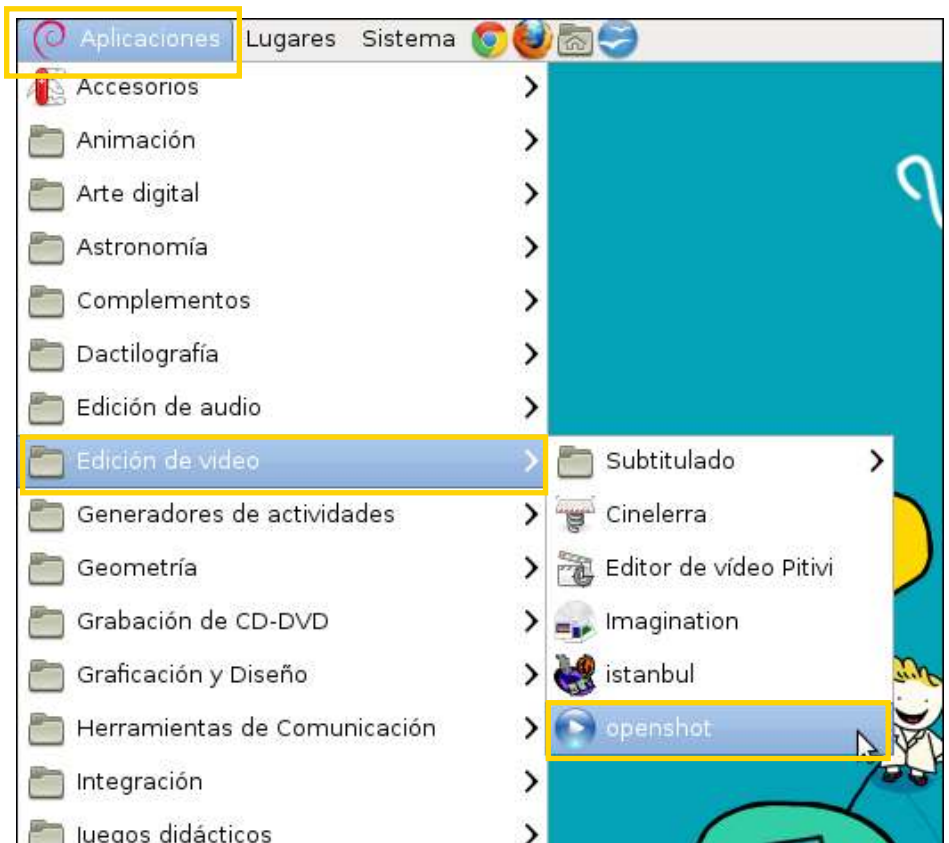 Aplicaciones Lugares Sistema
Accesorios
Animación
Arte digital
Astronomía
Complementos
Dactilografía
Edición de audio
Edición de video
Subtitulado
Generadores de actividades
Cinelerra
Geometría
Editor de vídeo Pitivi
Grabación de CD-DVD
Imagination
Graficación y Diseño
istanbul
Herramientas de Comunicación
openshot
Integración
Juegos didácticos